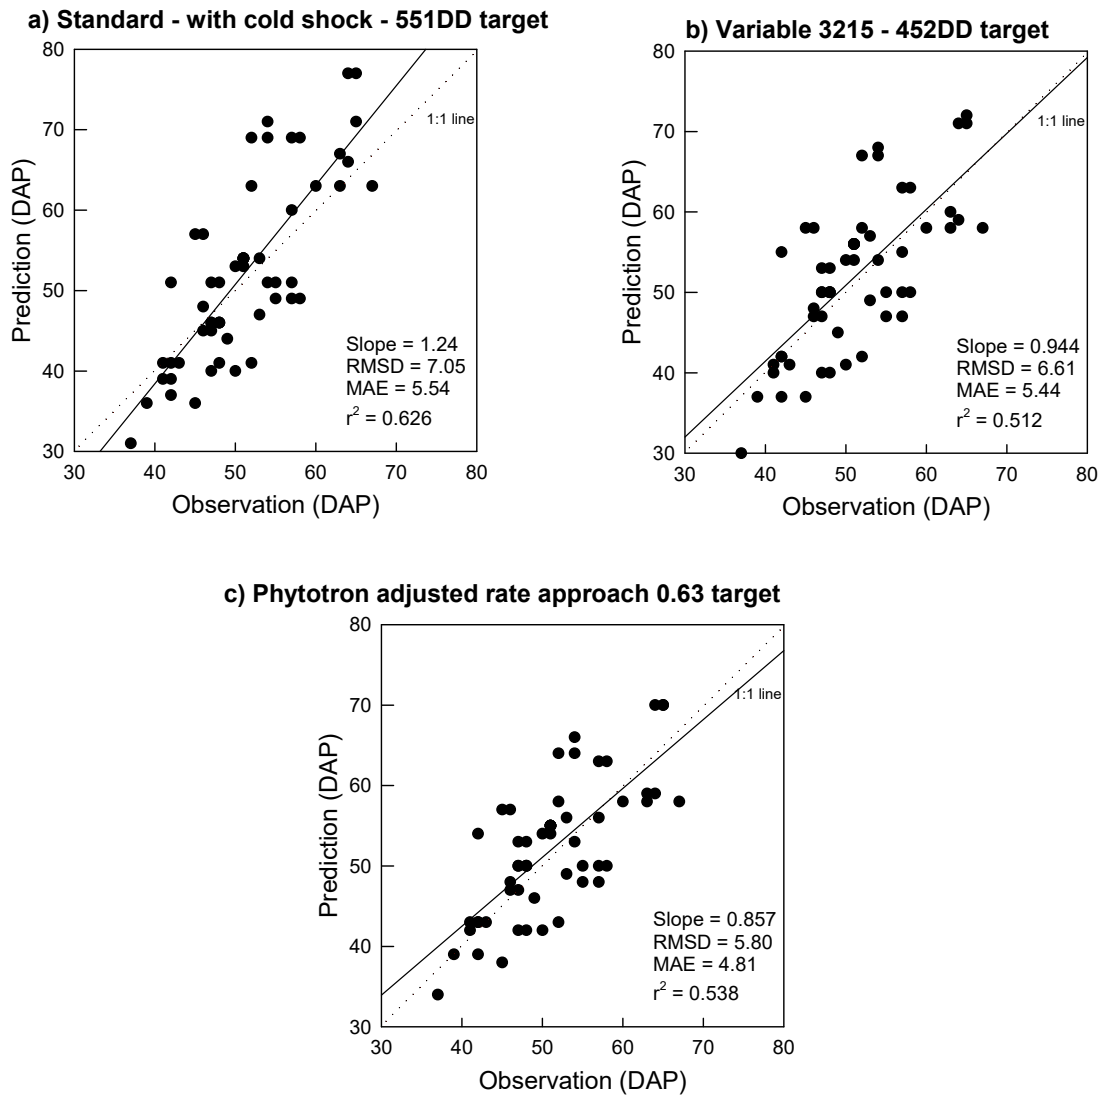 a) Standard - with cold shock - 551DD target
80
70
60
50
40
30
30 40 50 60 70 80
Prediction (DAP)
Observation (DAP)
1:1 line
Slope = 1.24
RMSD = 7.05
MAE = 5.54
r² = 0.626
b) Variable 3215 - 452DD target
80
70
60
50
40
30
30 40 50 60 70 80
Prediction (DAP)
Observation (DAP)
1:1 line
Slope = 0.944
RMSD = 6.61
MAE = 5.44
r² = 0.512
c) Phytotron adjusted rate approach 0.63 target
80
70
60
50
40
30
30 40 50 60 70 80
Prediction (DAP)
Observation (DAP)
1:1 line
Slope = 0.857
RMSD = 5.80
MAE = 4.81
r² = 0.538